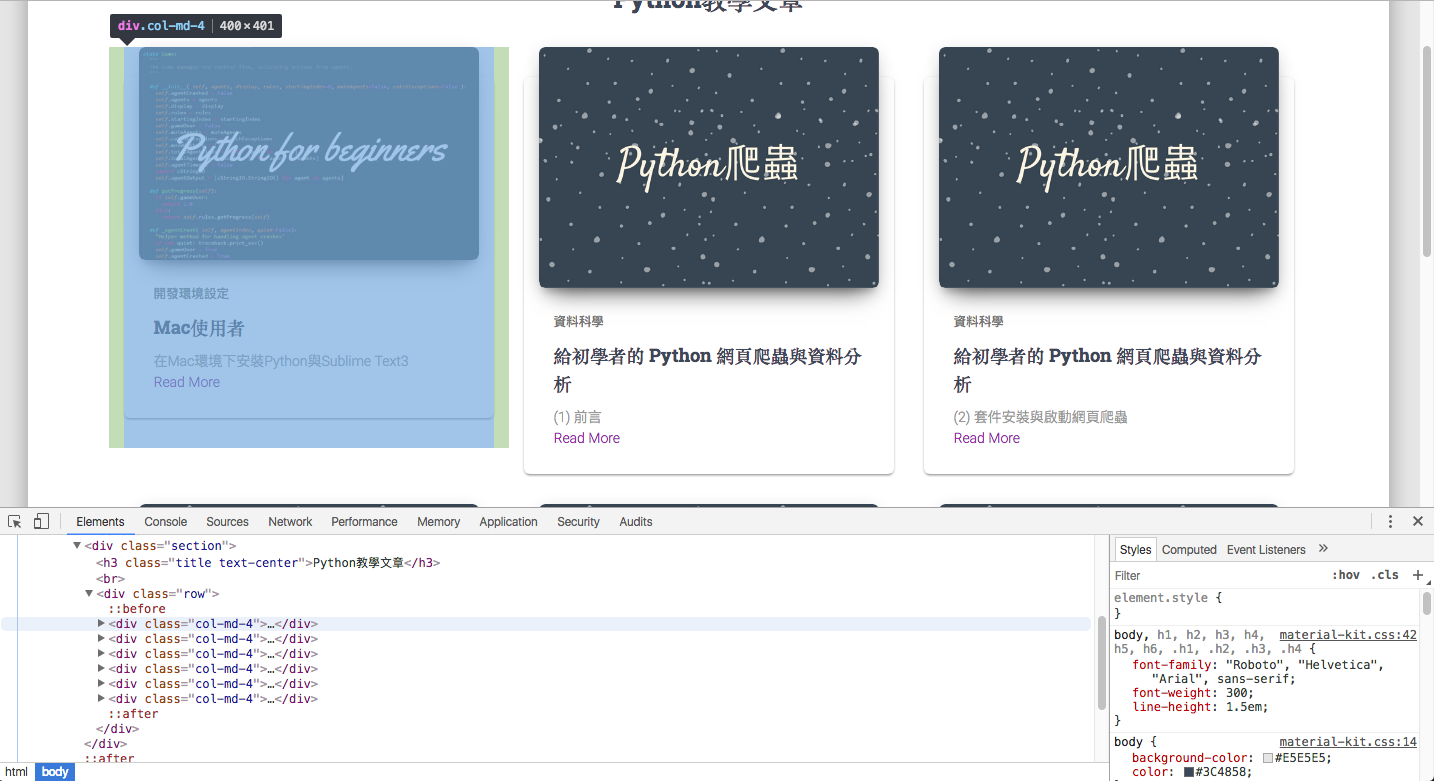 Python教學文章
div.col-md-4 | 400×401
Python for beginners
開發環境設定
Mac使用者
在Mac環境下安裝Python與Sublime Text3
Read More
Python爬蟲
資料科學
給初學者的 Python 網頁爬蟲與資料分
析
(1) 前言
Read More
Python爬蟲
資料科學
給初學者的 Python 網頁爬蟲與資料分
析
(2) 套件安裝與啟動網頁爬蟲
Read More
Elements Console Sources Network Performance Memory Application Security Audits
<div class="section">
<h3 class="title text-center">Python教學文章</h3>
<br>
<div class="row">
::before
<div class="col-md-4">…</div>
<div class="col-md-4">…</div>
<div class="col-md-4">…</div>
<div class="col-md-4">…</div>
<div class="col-md-4">…</div>
<div class="col-md-4">…</div>
::after
</div>
</div>
::after
html body
Styles Computed Event Listeners »
Filter :hov .cls +
element.style {
}
body, h1, h2, h3, h4, material-kit.css:42
h5, h6, .h1, .h2, .h3, .h4 {
font-family: "Roboto", "Helvetica",
"Arial", sans-serif;
font-weight: 300;
line-height: 1.5em;
}
body { material-kit.css:14
background-color: #E5E5E5;
color: #3C4858;